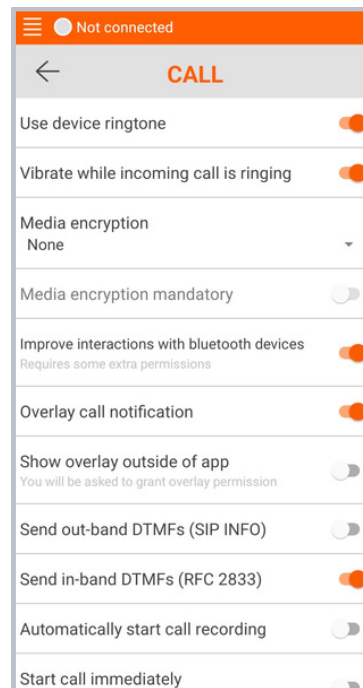 Not connected
CALL
Use device ringtone
Vibrate while incoming call is ringing
Media encryption
None
Media encryption mandatory
Improve interactions with bluetooth devices
Requires some extra permissions
Overlay call notification
Show overlay outside of app
You will be asked to grant overlay permission
Send out-band DTMFs (SIP INFO)
Send in-band DTMFs (RFC 2833)
Automatically start call recording
Start call immediately